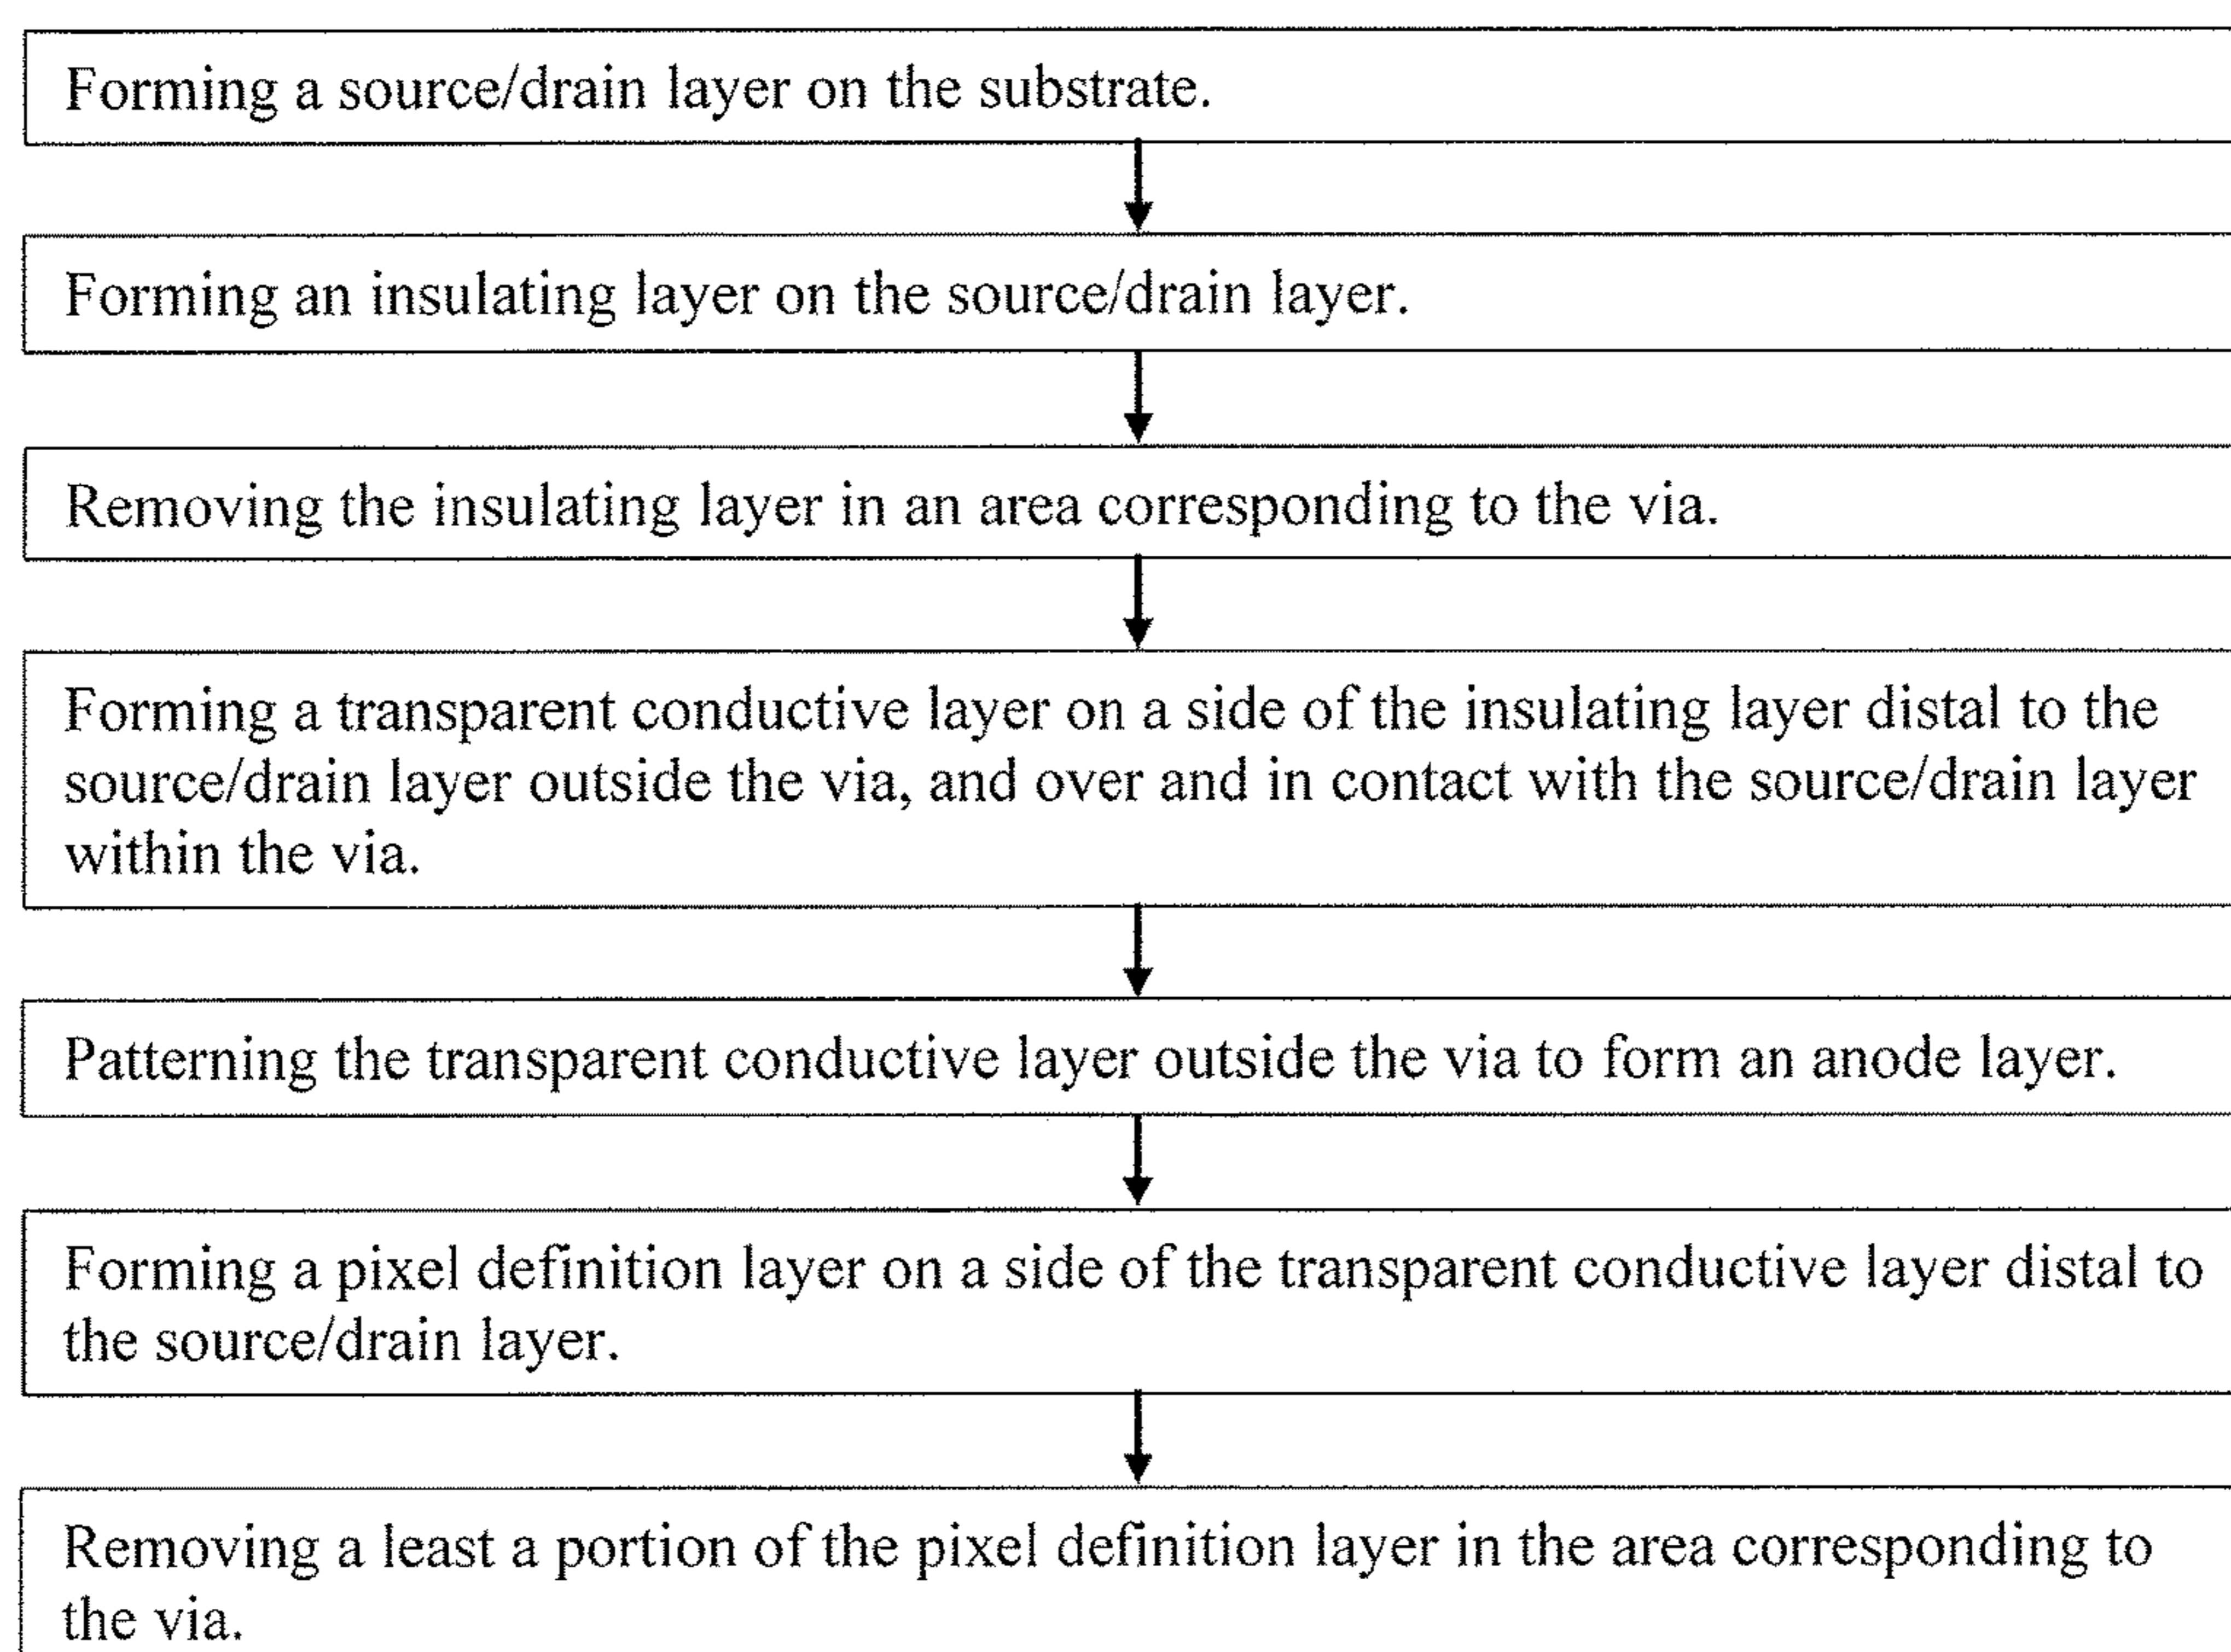 Forming a source/drain layer on the substrate.
Forming an insulating layer on the source/drain layer.
Removing the insulating layer in an area corresponding to the via.
Forming a transparent conductive layer on a side of the insulating layer distal to the
source/drain layer outside the via, and over and in contact with the source/drain layer
within the via.
Patterning the transparent conductive layer outside the via to form an anode layer.
Forming a pixel definition layer on a side of the transparent conductive layer distal to
the source/drain layer.
Removing a least a portion of the pixel definition layer in the area corresponding to
the via.